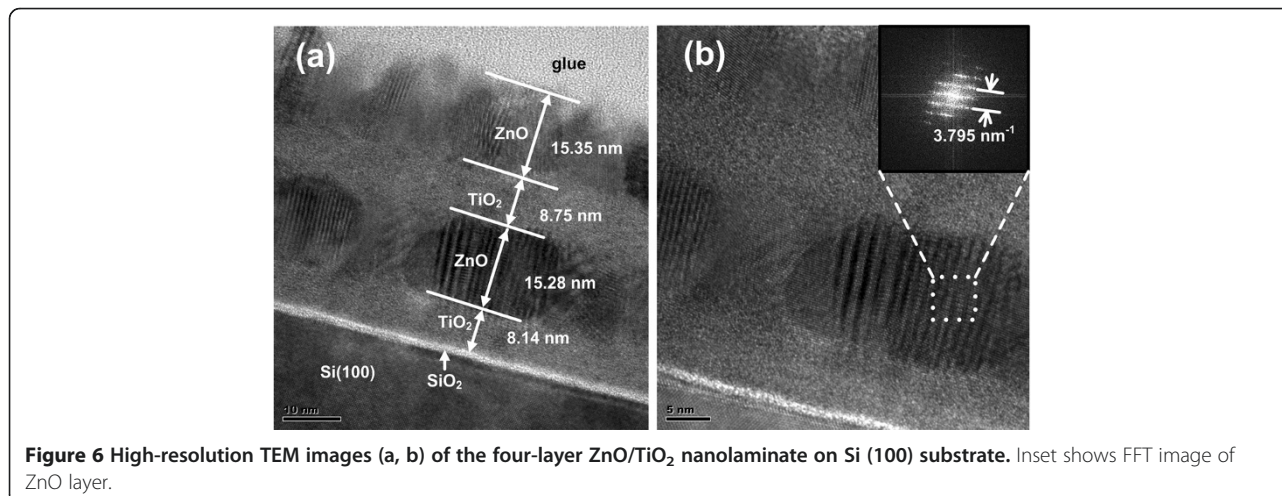 (a)
glue
ZnO
15.35 nm
TiO₂
8.75 nm
ZnO
15.28 nm
TiO₂
8.14 nm
Si(100)
SiO₂
10 nm
(b)
3.795 nm⁻¹
5 nm
Figure 6 High-resolution TEM images (a, b) of the four-layer ZnO/TiO₂ nanolaminate on Si (100) substrate. Inset shows FFT image of
ZnO layer.